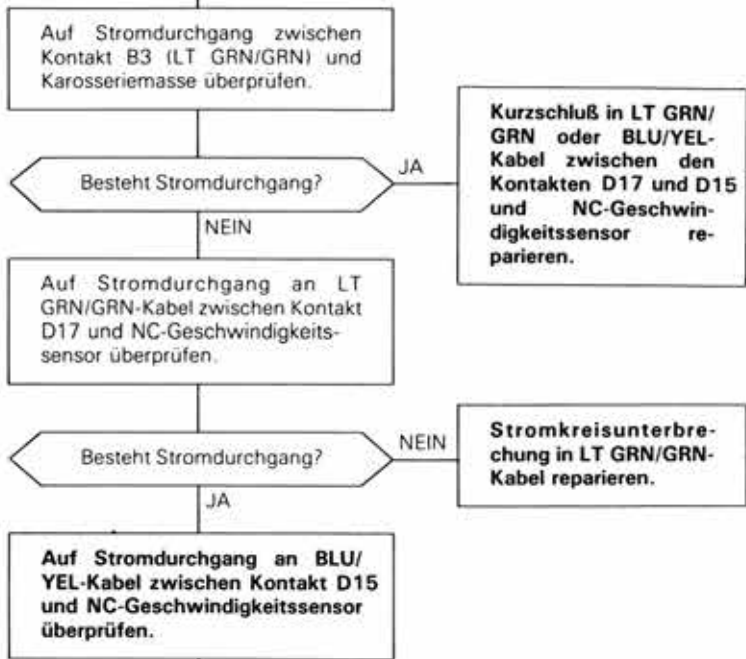 Auf Stromdurchgang zwischen
Kontakt B3 (LT GRN/GRN) und
Karosseriemasse überprüfen.
Besteht Stromdurchgang?
JA
Kurzschluß in LT GRN/
GRN oder BLU/YEL-
Kabel zwischen den
Kontakten D17 und D15
und NC-Geschwin-
digkeitssensor re-
parieren.
NEIN
Auf Stromdurchgang an LT
GRN/GRN-Kabel zwischen Kontakt
D17 und NC-Geschwindigkeits-
sensor überprüfen.
Besteht Stromdurchgang?
NEIN
Stromkreisunterbre-
chung in LT GRN/GRN-
Kabel reparieren.
JA
Auf Stromdurchgang an BLU/
YEL-Kabel zwischen Kontakt D15
und NC-Geschwindigkeitssensor
überprüfen.